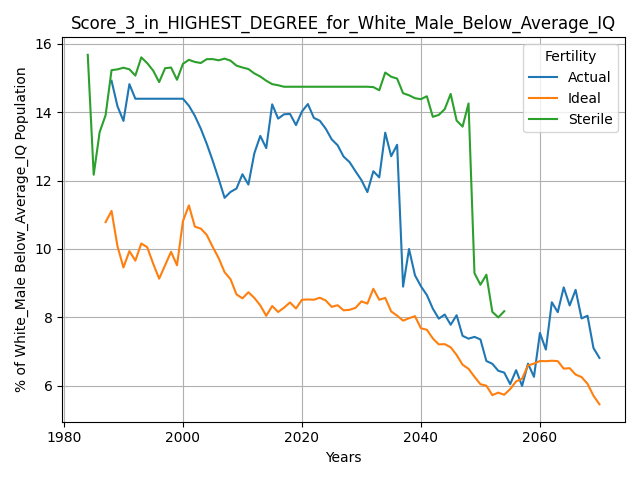 Score_3_in_HIGHEST_DEGREE_for_White_Male_Below_Average_IQ
% of White_Male Below_Average_IQ Population
16
14
12
10
8
6
Fertility
Actual
Ideal
Sterile
1980
2000
2020
2040
2060
Years